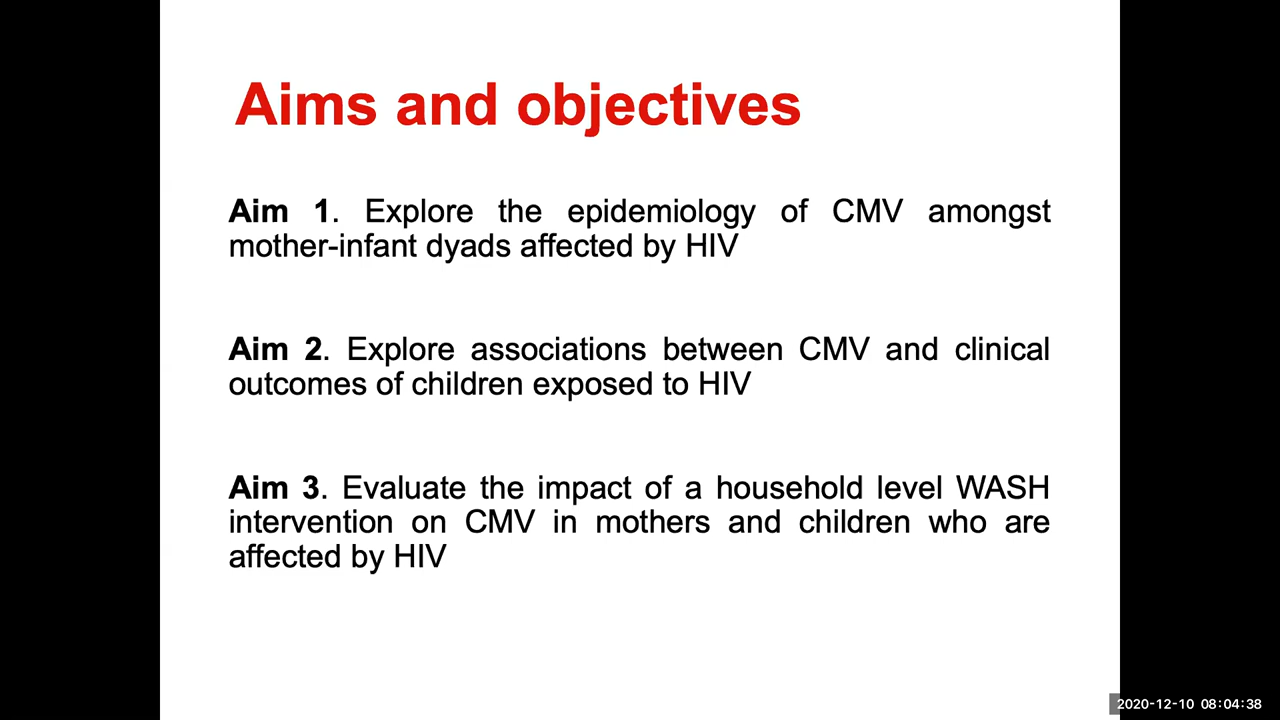 Aims and objectives
Aim 1. Explore the epidemiology of CMV amongst
mother-infant dyads affected by HIV
Aim 2. Explore associations between CMV and clinical
outcomes of children exposed to HIV
Aim 3. Evaluate the impact of a household level WASH
intervention on CMV in mothers and children who are
affected by HIV
2020-12-10 08:04:38